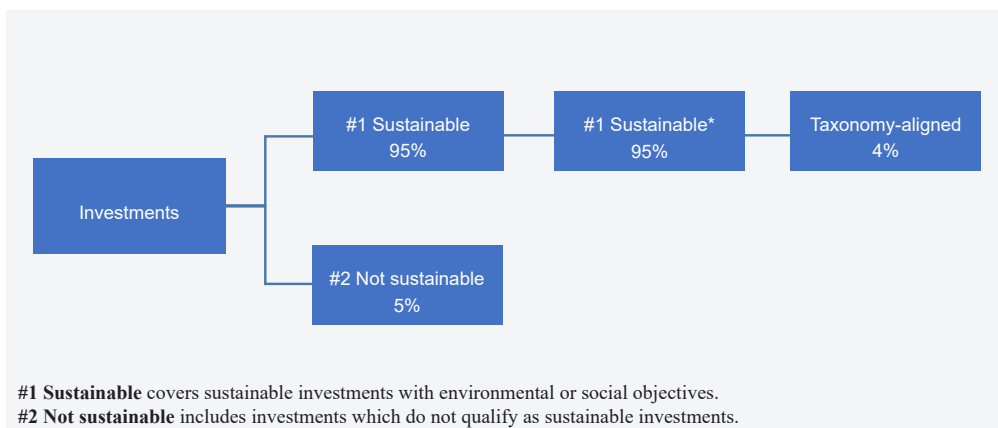 #1 Sustainable
95%
#1 Sustainable*
95%
Taxonomy-aligned
4%
Investments
#2 Not sustainable
5%
#1 Sustainable covers sustainable investments with environmental or social objectives.
#2 Not sustainable includes investments which do not qualify as sustainable investments.